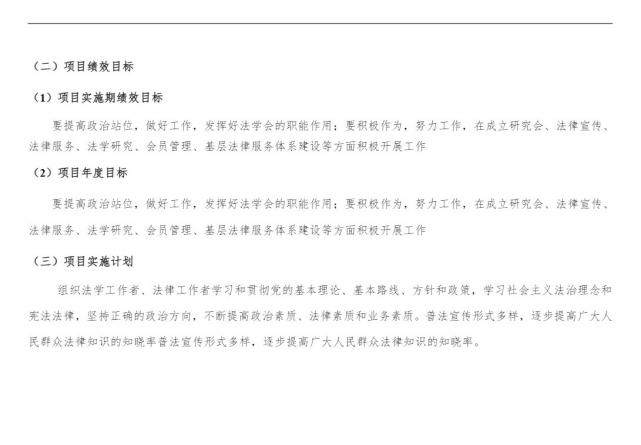 （二）项目绩效目标
（1）项目实施期绩效目标
要提高政治站位，做好工作，发挥好法学会的职能作用；要积极作为，努力工作，在成立研究会、法律宣传、
法律服务、法学研究、会员管理、基层法律服务体系建设等方面积极开展工作
（2）项目年度目标
要提高政治站位，做好工作，发挥好法学会的职能作用；要积极作为，努力工作，在成立研究会、法律宣传、
法律服务、法学研究、会员管理、基层法律服务体系建设等方面积极开展工作
（三）项目实施计划
组织法学工作者、法律工作者学习和贯彻党的基本理论、基本路线、方针和政策，学习社会主义法治理念和
宪法法律，坚持正确的政治方向，不断提高政治素质、法律素质和业务素质。普法宣传形式多样，逐步提高广大人
民群众法律知识的知晓率普法宣传形式多样，逐步提高广大人民群众法律知识的知晓率。